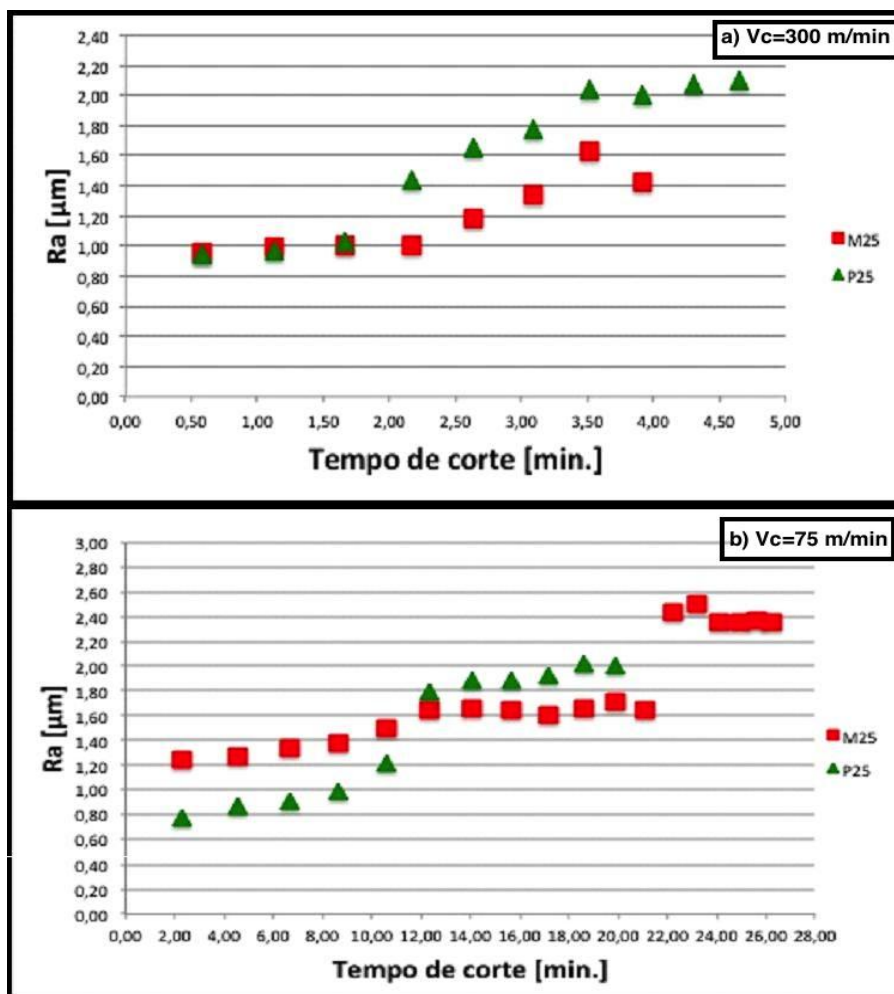 a) Vc=300 m/min
2,40
2,20
2,00
1,80
1,60
1,40
1,20
1,00
0,80
0,60
0,40
0,20
0,00
Ra [µm]
M25
P25
0,00 0,50 1,00 1,50 2,00 2,50 3,00 3,50 4,00 4,50 5,00
Tempo de corte [min.]
b) Vc=75 m/min
3,00
2,80
2,60
2,40
2,20
2,00
1,80
1,60
1,40
1,20
1,00
0,80
0,60
0,40
0,20
0,00
Ra [µm]
M25
P25
0,00 2,00 4,00 6,00 8,00 10,00 12,00 14,00 16,00 18,00 20,00 22,00 24,00 26,00 28,00
Tempo de corte [min.]